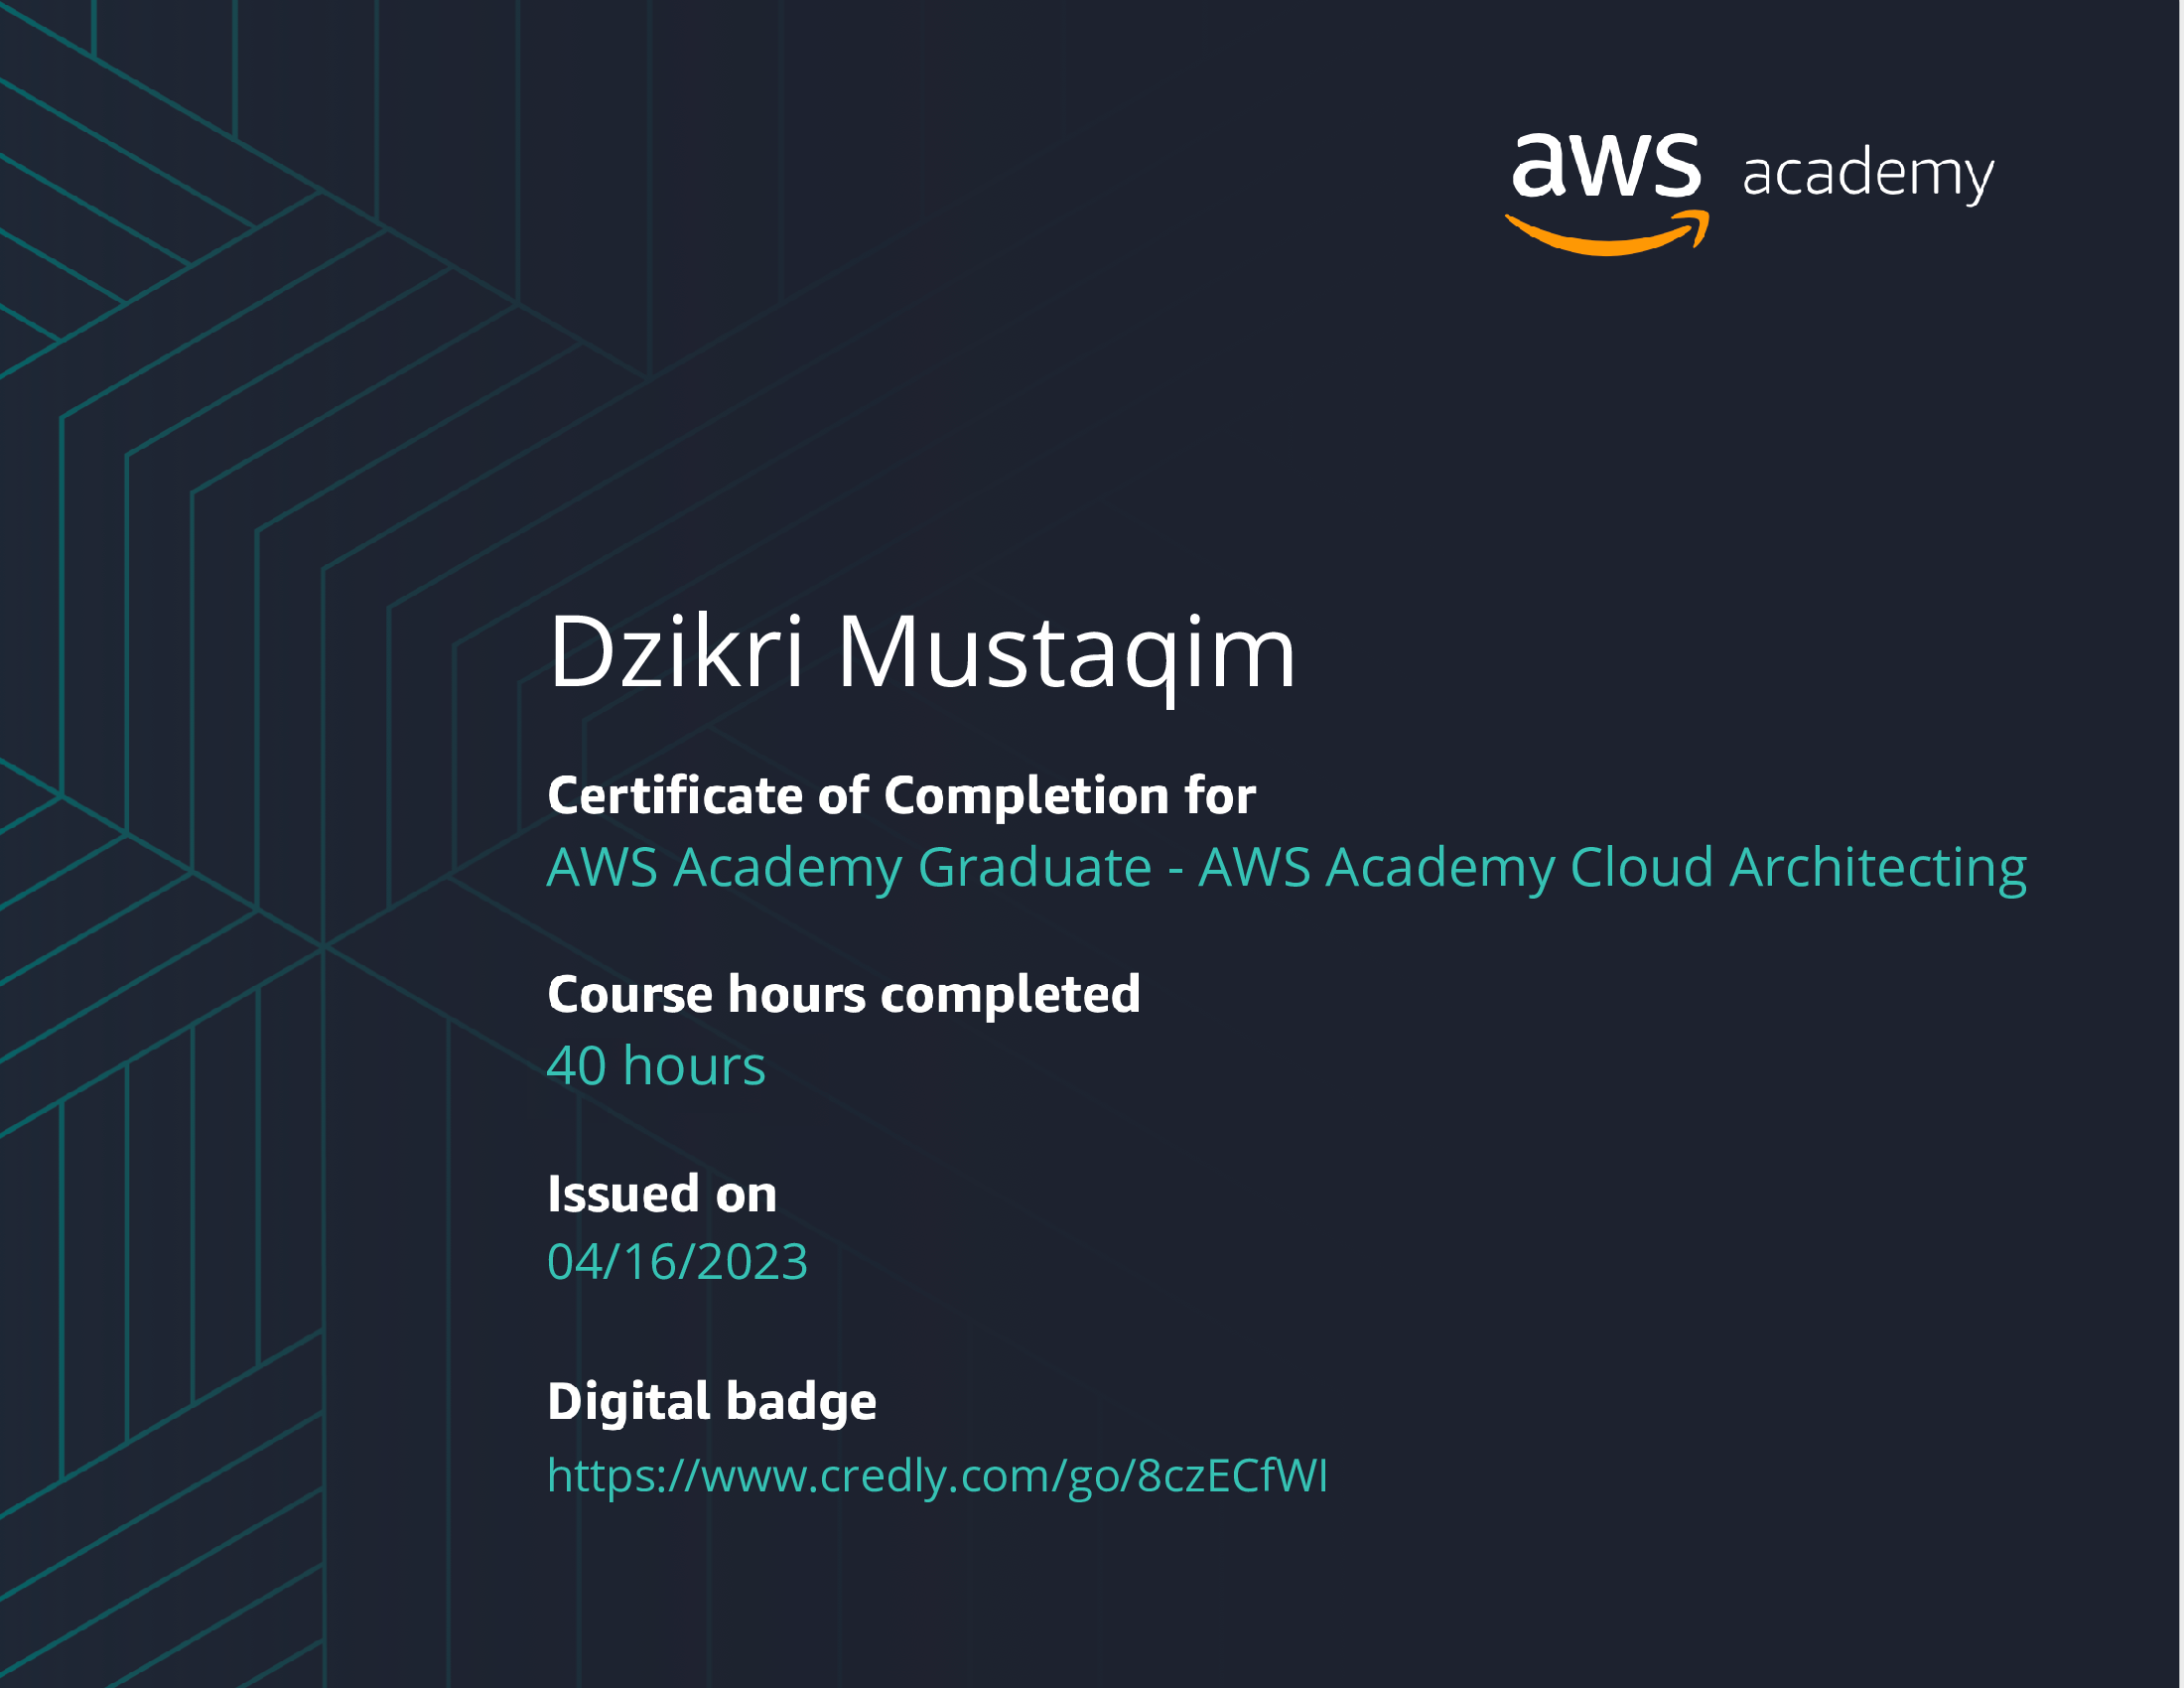 aws academy
Dzikri Mustaqim
Certificate of Completion for
AWS Academy Graduate - AWS Academy Cloud Architecting
Course hours completed
40 hours
Issued on
04/16/2023
Digital badge
https://www.credly.com/go/8czECfWI